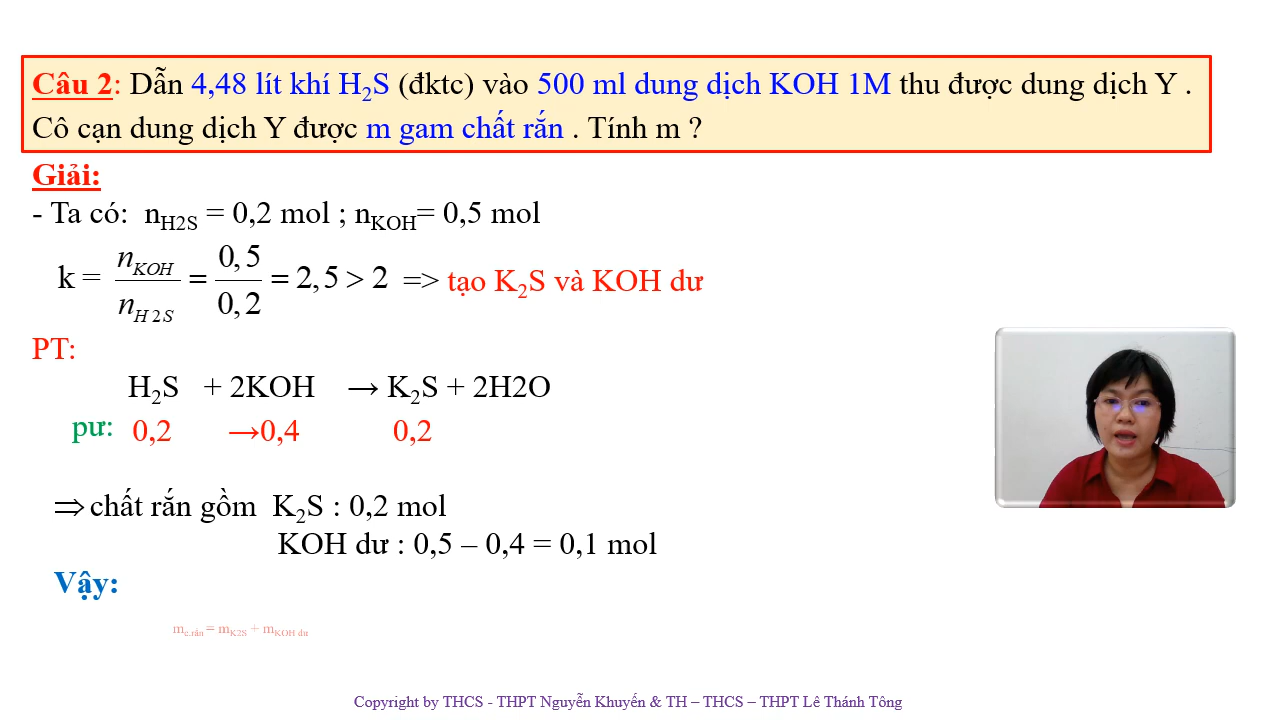 Câu 2: Dẫn 4,48 lít khí H₂S (đktc) vào 500 ml dung dịch KOH 1M thu được dung dịch Y .
Cô cạn dung dịch Y được m gam chất rắn . Tính m ?
Giải:
- Ta có: nH2S = 0,2 mol ; nKOH= 0,5 mol
k = nKOH/nH2S = 0,5/0,2 = 2,5 > 2 => tạo K₂S và KOH dư
PT:
H₂S + 2KOH → K₂S + 2H2O
pư: 0,2 →0,4 0,2
⇒ chất rắn gồm K₂S : 0,2 mol
KOH dư : 0,5 – 0,4 = 0,1 mol
Vậy:
mc.rắn = mK2S + mKOH dư
Copyright by THCS - THPT Nguyễn Khuyến & TH – THCS – THPT Lê Thánh Tông